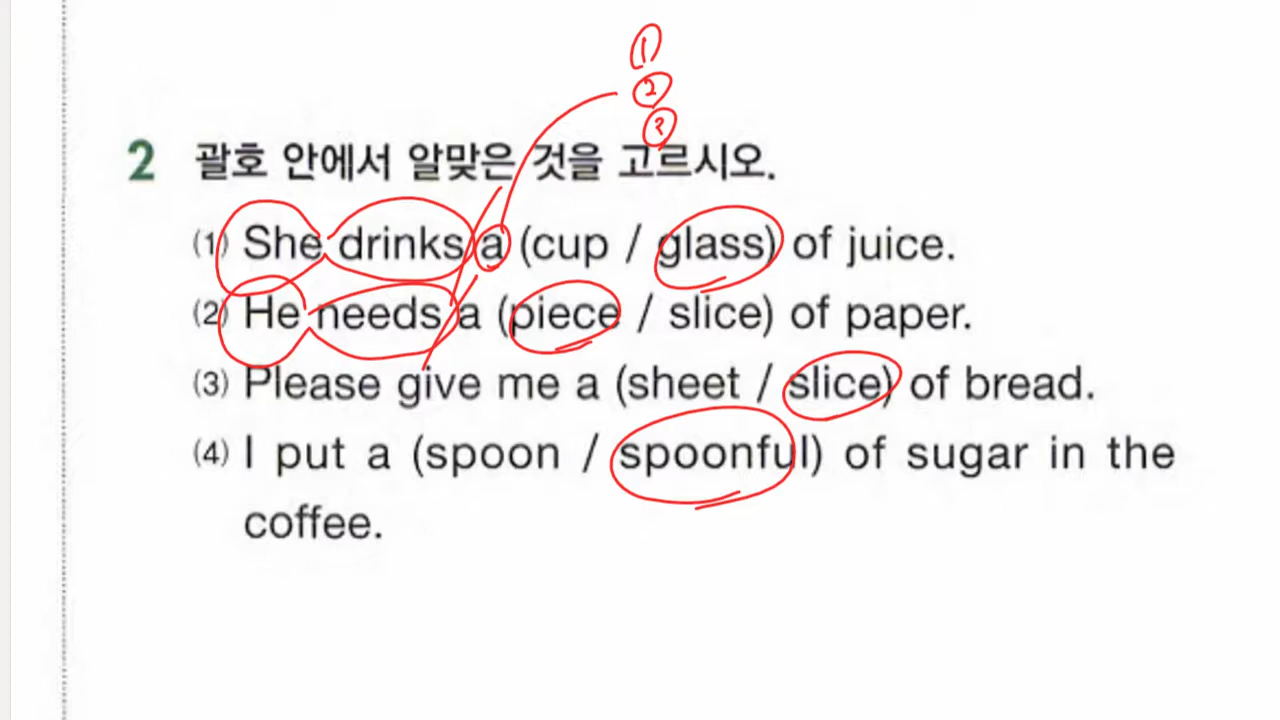 ①
②
2 괄호 안에서 알맞은 것을 고르시오.
(1) She drinks a (cup / glass) of juice.
(2) He needs a (piece / slice) of paper.
(3) Please give me a (sheet / slice) of bread.
(4) I put a (spoon / spoonful) of sugar in the
coffee.